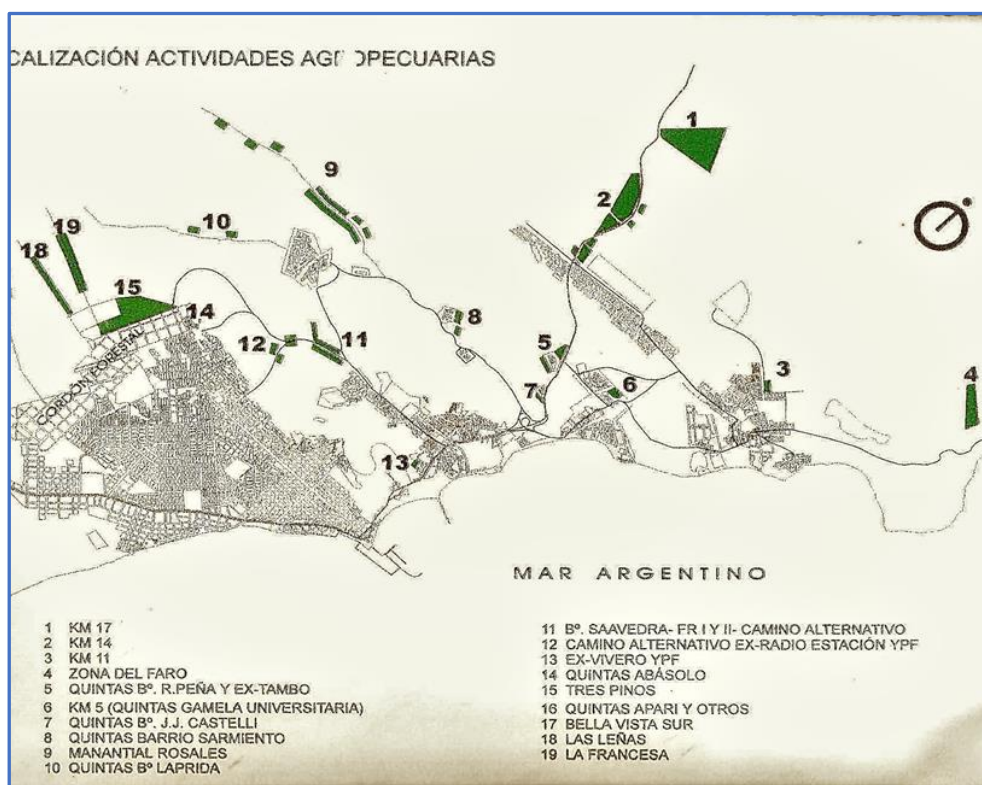 CALIZACIÓN ACTIVIDADES AGR OPECUARIAS
1
2
9
10
19
18
15
14
12
11
8
5
7
6
3
4
13
CORDÓN FORESTAL
MAR ARGENTINO
1 KM 17
2 KM 14
3 KM 11
4 ZONA DEL FARO
5 QUINTAS Bº. R.PEÑA Y EX-TAMBO
6 KM 5 (QUINTAS GAMELA UNIVERSITARIA)
7 QUINTAS Bº. J.J. CASTELLI
8 QUINTAS BARRIO SARMIENTO
9 MANANTIAL ROSALES
10 QUINTAS Bº LAPRIDA
11 Bº. SAAVEDRA- FR I Y II- CAMINO ALTERNATIVO
12 CAMINO ALTERNATIVO EX-RADIO ESTACIÓN YPF
13 EX-VIVERO YPF
14 QUINTAS ABÁSOLO
15 TRES PINOS
16 QUINTAS APARI Y OTROS
17 BELLA VISTA SUR
18 LAS LEÑAS
19 LA FRANCESA